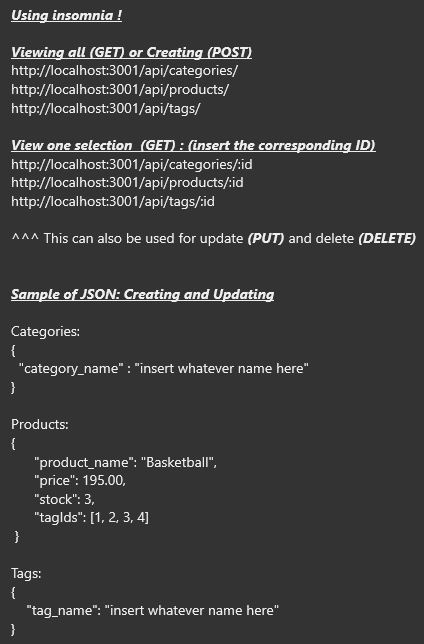 Using insomnia !
Viewing all (GET) or Creating (POST)
http://localhost:3001/api/categories/
http://localhost:3001/api/products/
http://localhost:3001/api/tags/
View one selection  (GET) : (insert the corresponding ID)
http://localhost:3001/api/categories/:id
http://localhost:3001/api/products/:id
http://localhost:3001/api/tags/:id
^^^ This can also be used for update (PUT) and delete (DELETE)
Sample of JSON: Creating and Updating
Categories:
{
"category_name" : "insert whatever name here"
}
Products:
{
"product_name": "Basketball",
"price": 195.00,
"stock": 3,
"tagIds": [1, 2, 3, 4]
}
Tags:
{
"tag_name": "insert whatever name here"
}